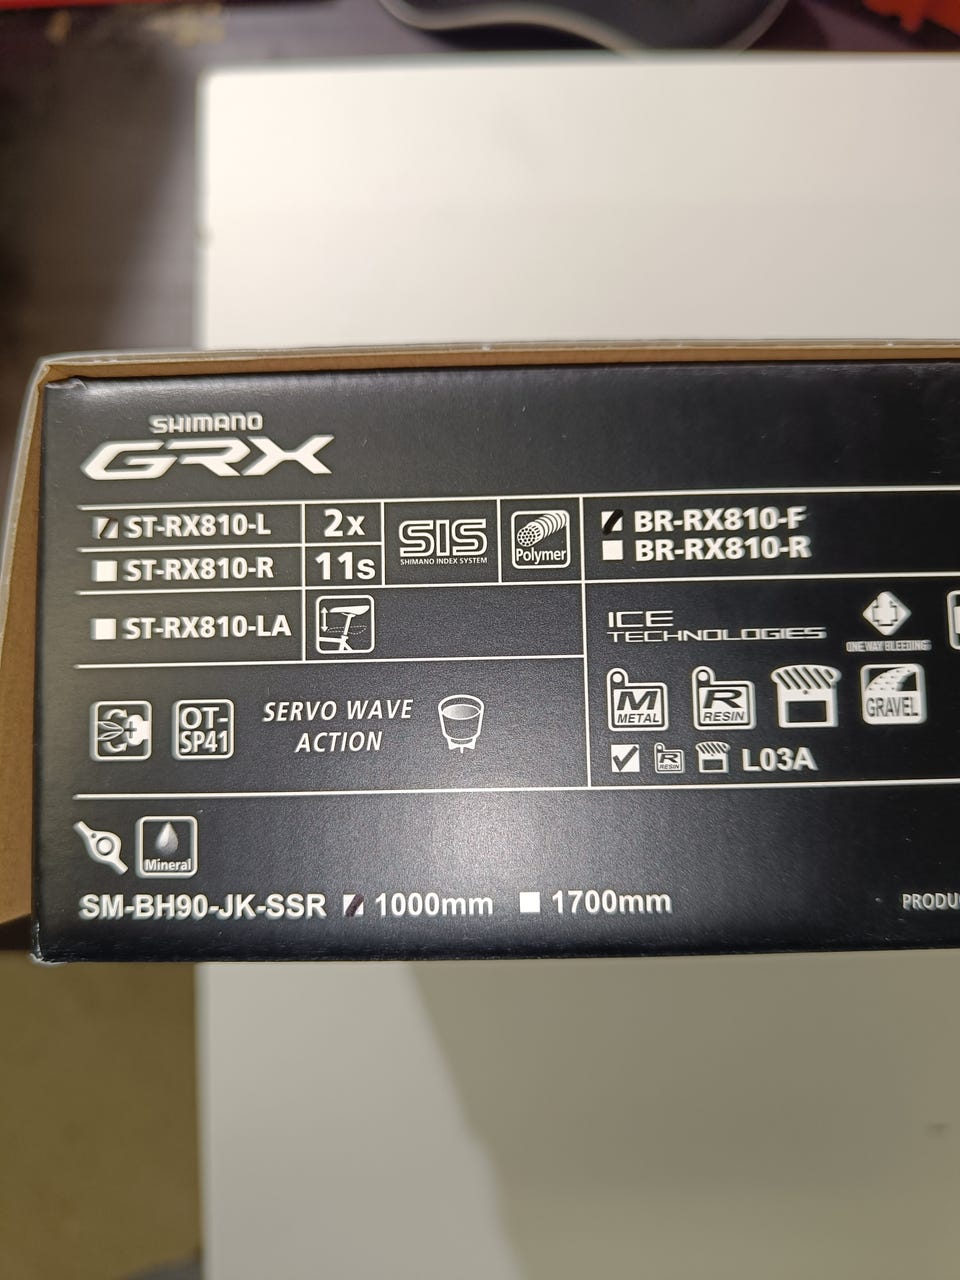 SHIMANO
GRX
ST-RX810-L
2x
ST-RX810-R
11s
SIS
SHIMANO INDEX SYSTEM
Polymer
ST-RX810-LA
BR-RX810-F
BR-RX810-R
ICE
TECHNOLOGIES
ONE WAY BLEEDING
M
METAL
R
RESIN
GRAVEL
R
RESIN
L03A
OT-
SP41
SERVO WAVE
ACTION
Mineral
SM-BH90-JK-SSR 1000mm 1700mm